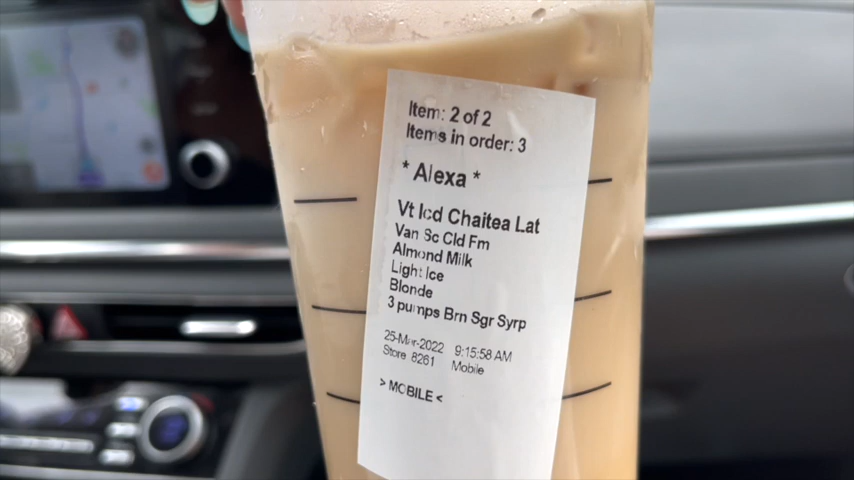 Item: 2 of 2
Items in order: 3
* Alexa *
Vt Icd Chaitea Lat
Van Sc Cld Fm
Almond Milk
Light Ice
Blonde
3 pumps Brn Sgr Syrp
25-Mar-2022 9:15:58 AM
Store 8261 Mobile
> MOBILE <